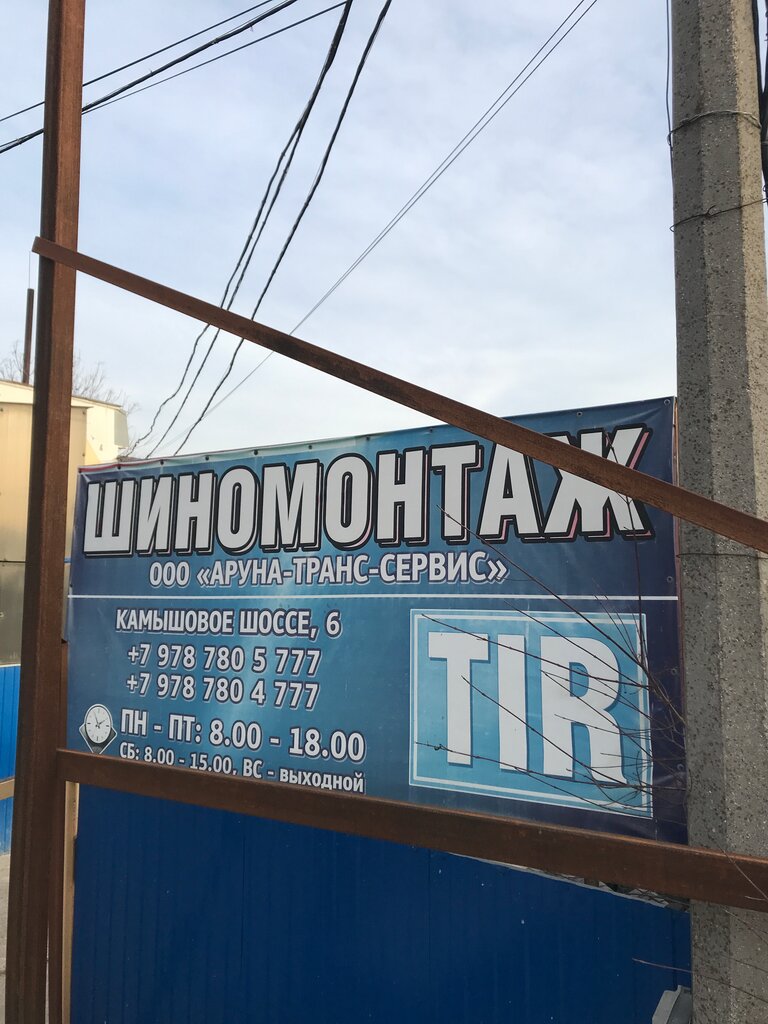 ШИНОМОНТАЖ
ООО «АРУНА-ТРАНС-СЕРВИС»
КАМЫШОВОЕ ШОССЕ, 6
+7 978 780 5 777
+7 978 780 4 777
ПН - ПТ: 8.00 - 18.00
СБ: 8.00 - 15.00, ВС - ВЫХОДНОЙ
TIR